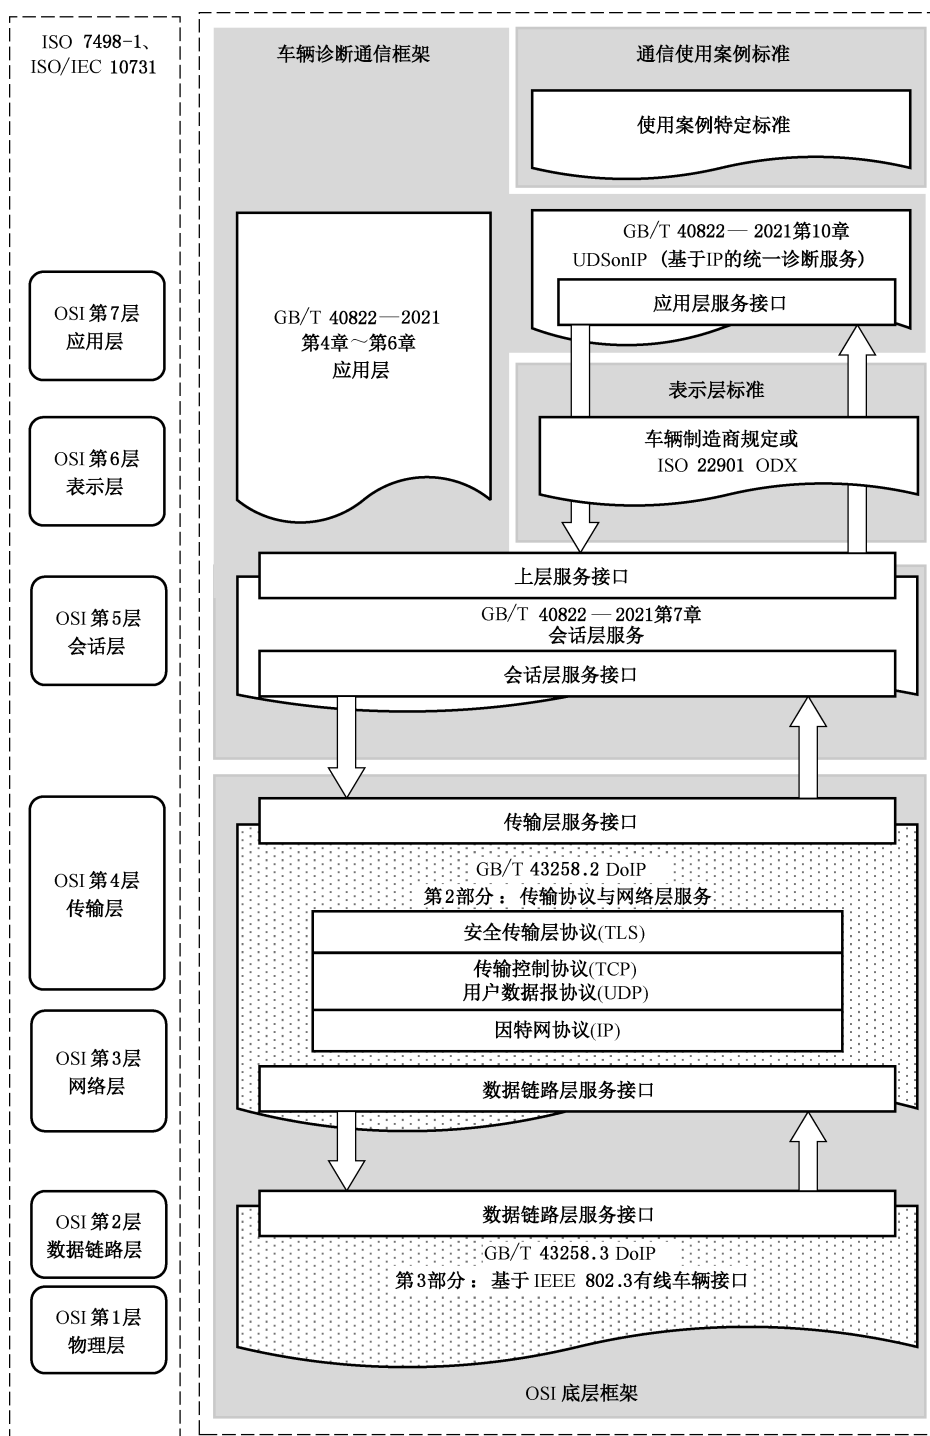 ISO 7498-1、
ISO/IEC 10731
OSI 第7层
应用层
OSI 第6层
表示层
OSI 第5层
会话层
OSI 第4层
传输层
OSI 第3层
网络层
OSI 第2层
数据链路层
OSI 第1层
物理层
车辆诊断通信框架
通信使用案例标准
使用案例特定标准
GB/T 40822—2021
第4章～第6章
应用层
GB/T 40822—2021第10章
UDSonIP (基于IP的统一诊断服务)
应用层服务接口
表示层标准
车辆制造商规定或
ISO 22901 ODX
上层服务接口
GB/T 40822—2021第7章
会话层服务
会话层服务接口
传输层服务接口
GB/T 43258.2 DoIP
第2部分：传输协议与网络层服务
安全传输层协议(TLS)
传输控制协议(TCP)
用户数据报协议(UDP)
因特网协议(IP)
数据链路层服务接口
数据链路层服务接口
GB/T 43258.3 DoIP
第3部分：基于 IEEE 802.3有线车辆接口
OSI 底层框架